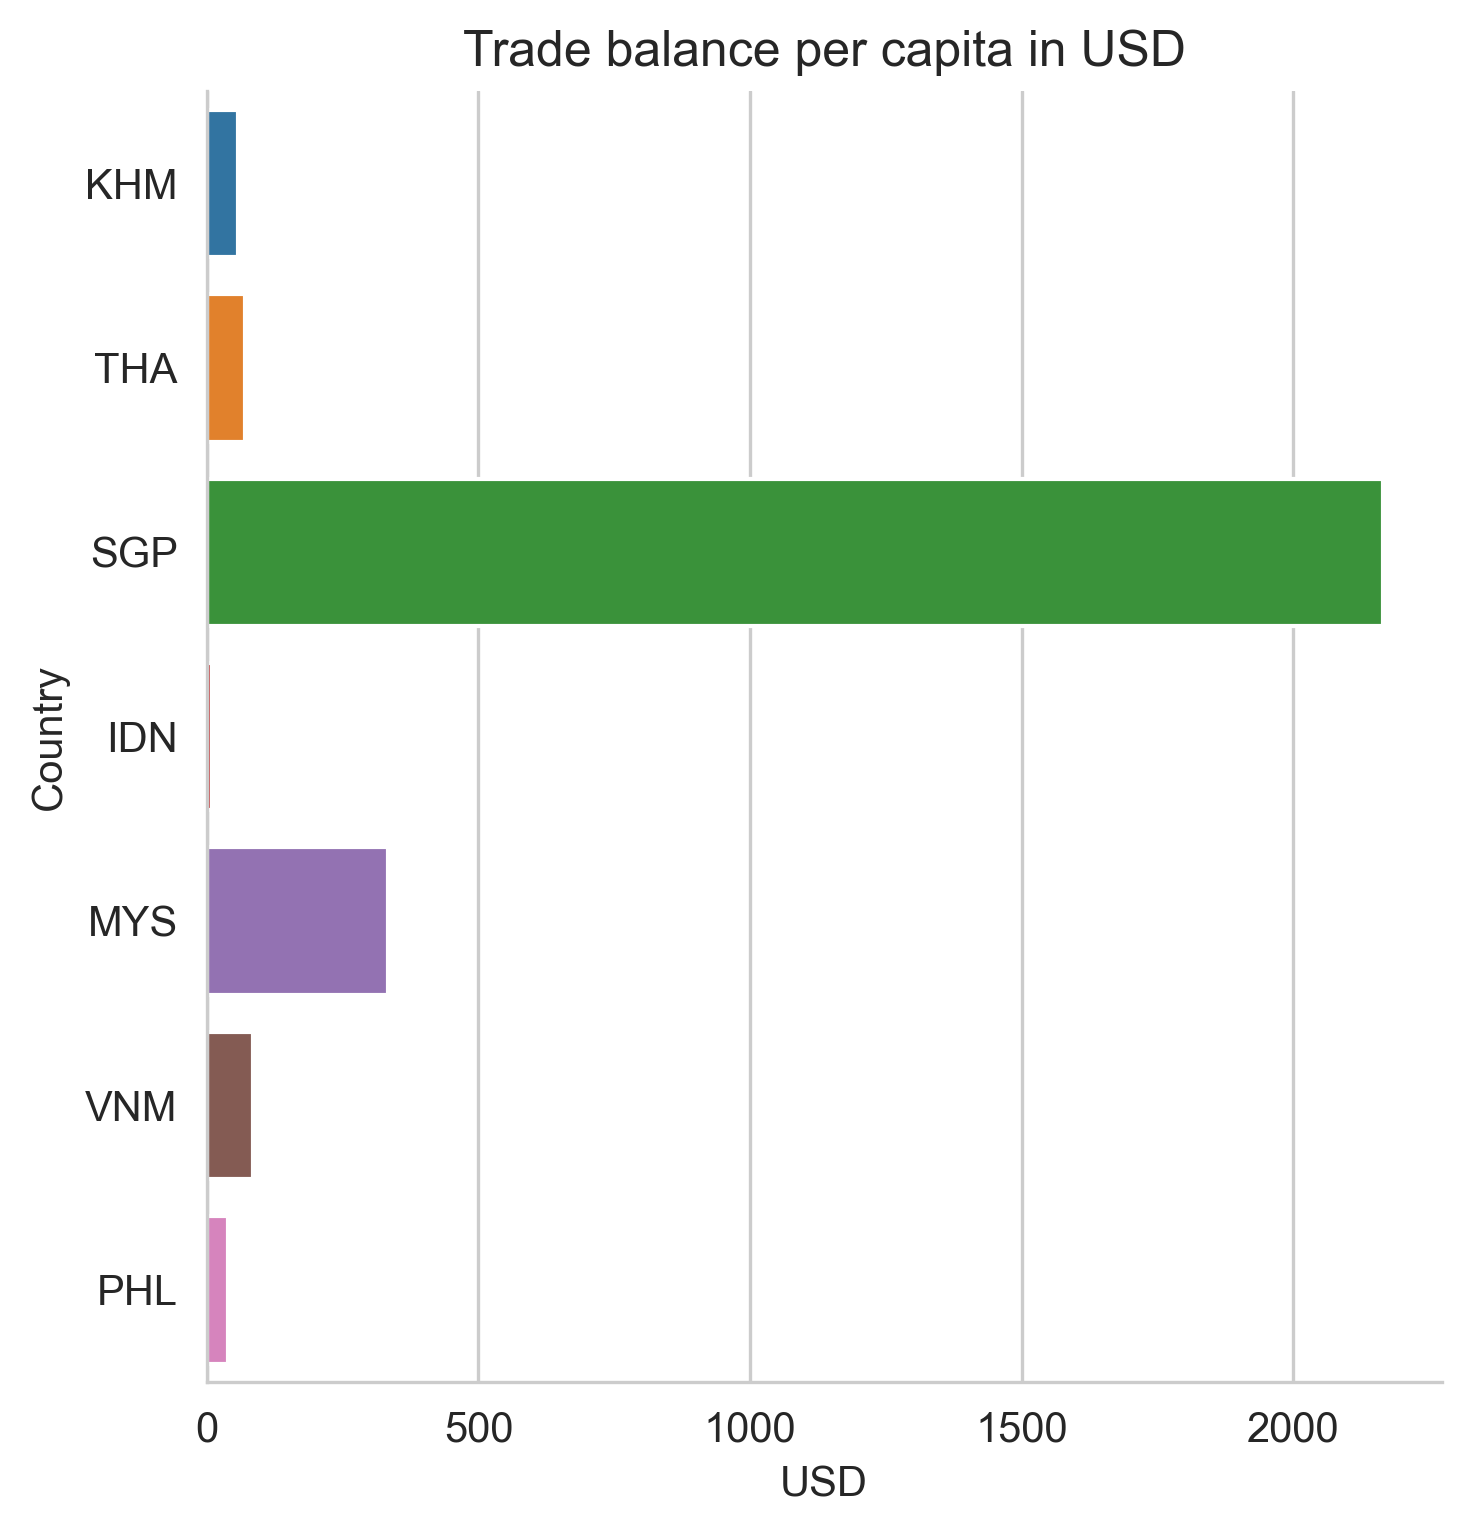 Trade balance per capita in USD
KHM
THA
SGP
IDN
MYS
VNM
PHL
Country
0 500 1000 1500 2000
USD